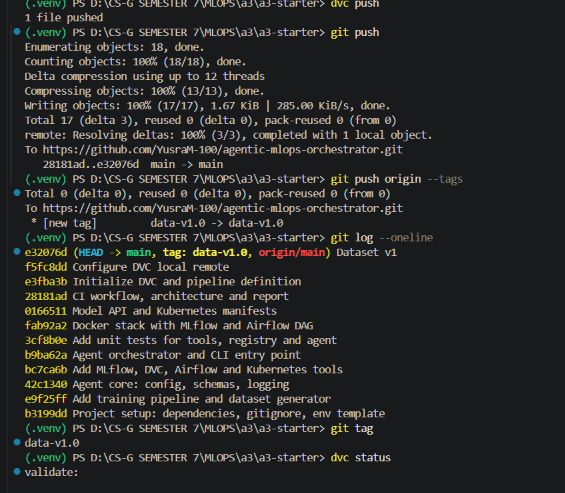 (.venv) PS D:\CS-G SEMESTER 7\MLOPS\a3\a3-starter> dvc push
1 file pushed
(.venv) PS D:\CS-G SEMESTER 7\MLOPS\a3\a3-starter> git push
Enumerating objects: 18, done.
Counting objects: 100% (18/18), done.
Delta compression using up to 12 threads
Compressing objects: 100% (13/13), done.
Writing objects: 100% (17/17), 1.67 KiB | 285.00 KiB/s, done.
Total 17 (delta 3), reused 0 (delta 0), pack-reused 0 (from 0)
remote: Resolving deltas: 100% (3/3), completed with 1 local object.
To https://github.com/YusraM-100/agentic-mlops-orchestrator.git
   28181ad..e32076d  main -> main
(.venv) PS D:\CS-G SEMESTER 7\MLOPS\a3\a3-starter> git push origin --tags
Total 0 (delta 0), reused 0 (delta 0), pack-reused 0 (from 0)
To https://github.com/YusraM-100/agentic-mlops-orchestrator.git
 * [new tag]         data-v1.0 -> data-v1.0
(.venv) PS D:\CS-G SEMESTER 7\MLOPS\a3\a3-starter> git log --oneline
e32076d (HEAD -> main, tag: data-v1.0, origin/main) Dataset v1
f5fc8dd Configure DVC local remote
e3fba3b Initialize DVC and pipeline definition
28181ad CI workflow, architecture and report
0166511 Model API and Kubernetes manifests
fab92a2 Docker stack with MLflow and Airflow DAG
3cf8b0e Add unit tests for tools, registry and agent
b9ba62a Agent orchestrator and CLI entry point
bc7ca6b Add MLflow, DVC, Airflow and Kubernetes tools
42c1340 Agent core: config, schemas, logging
e9f25ff Add training pipeline and dataset generator
b3199dd Project setup: dependencies, gitignore, env template
(.venv) PS D:\CS-G SEMESTER 7\MLOPS\a3\a3-starter> git tag
data-v1.0
(.venv) PS D:\CS-G SEMESTER 7\MLOPS\a3\a3-starter> dvc status
validate: